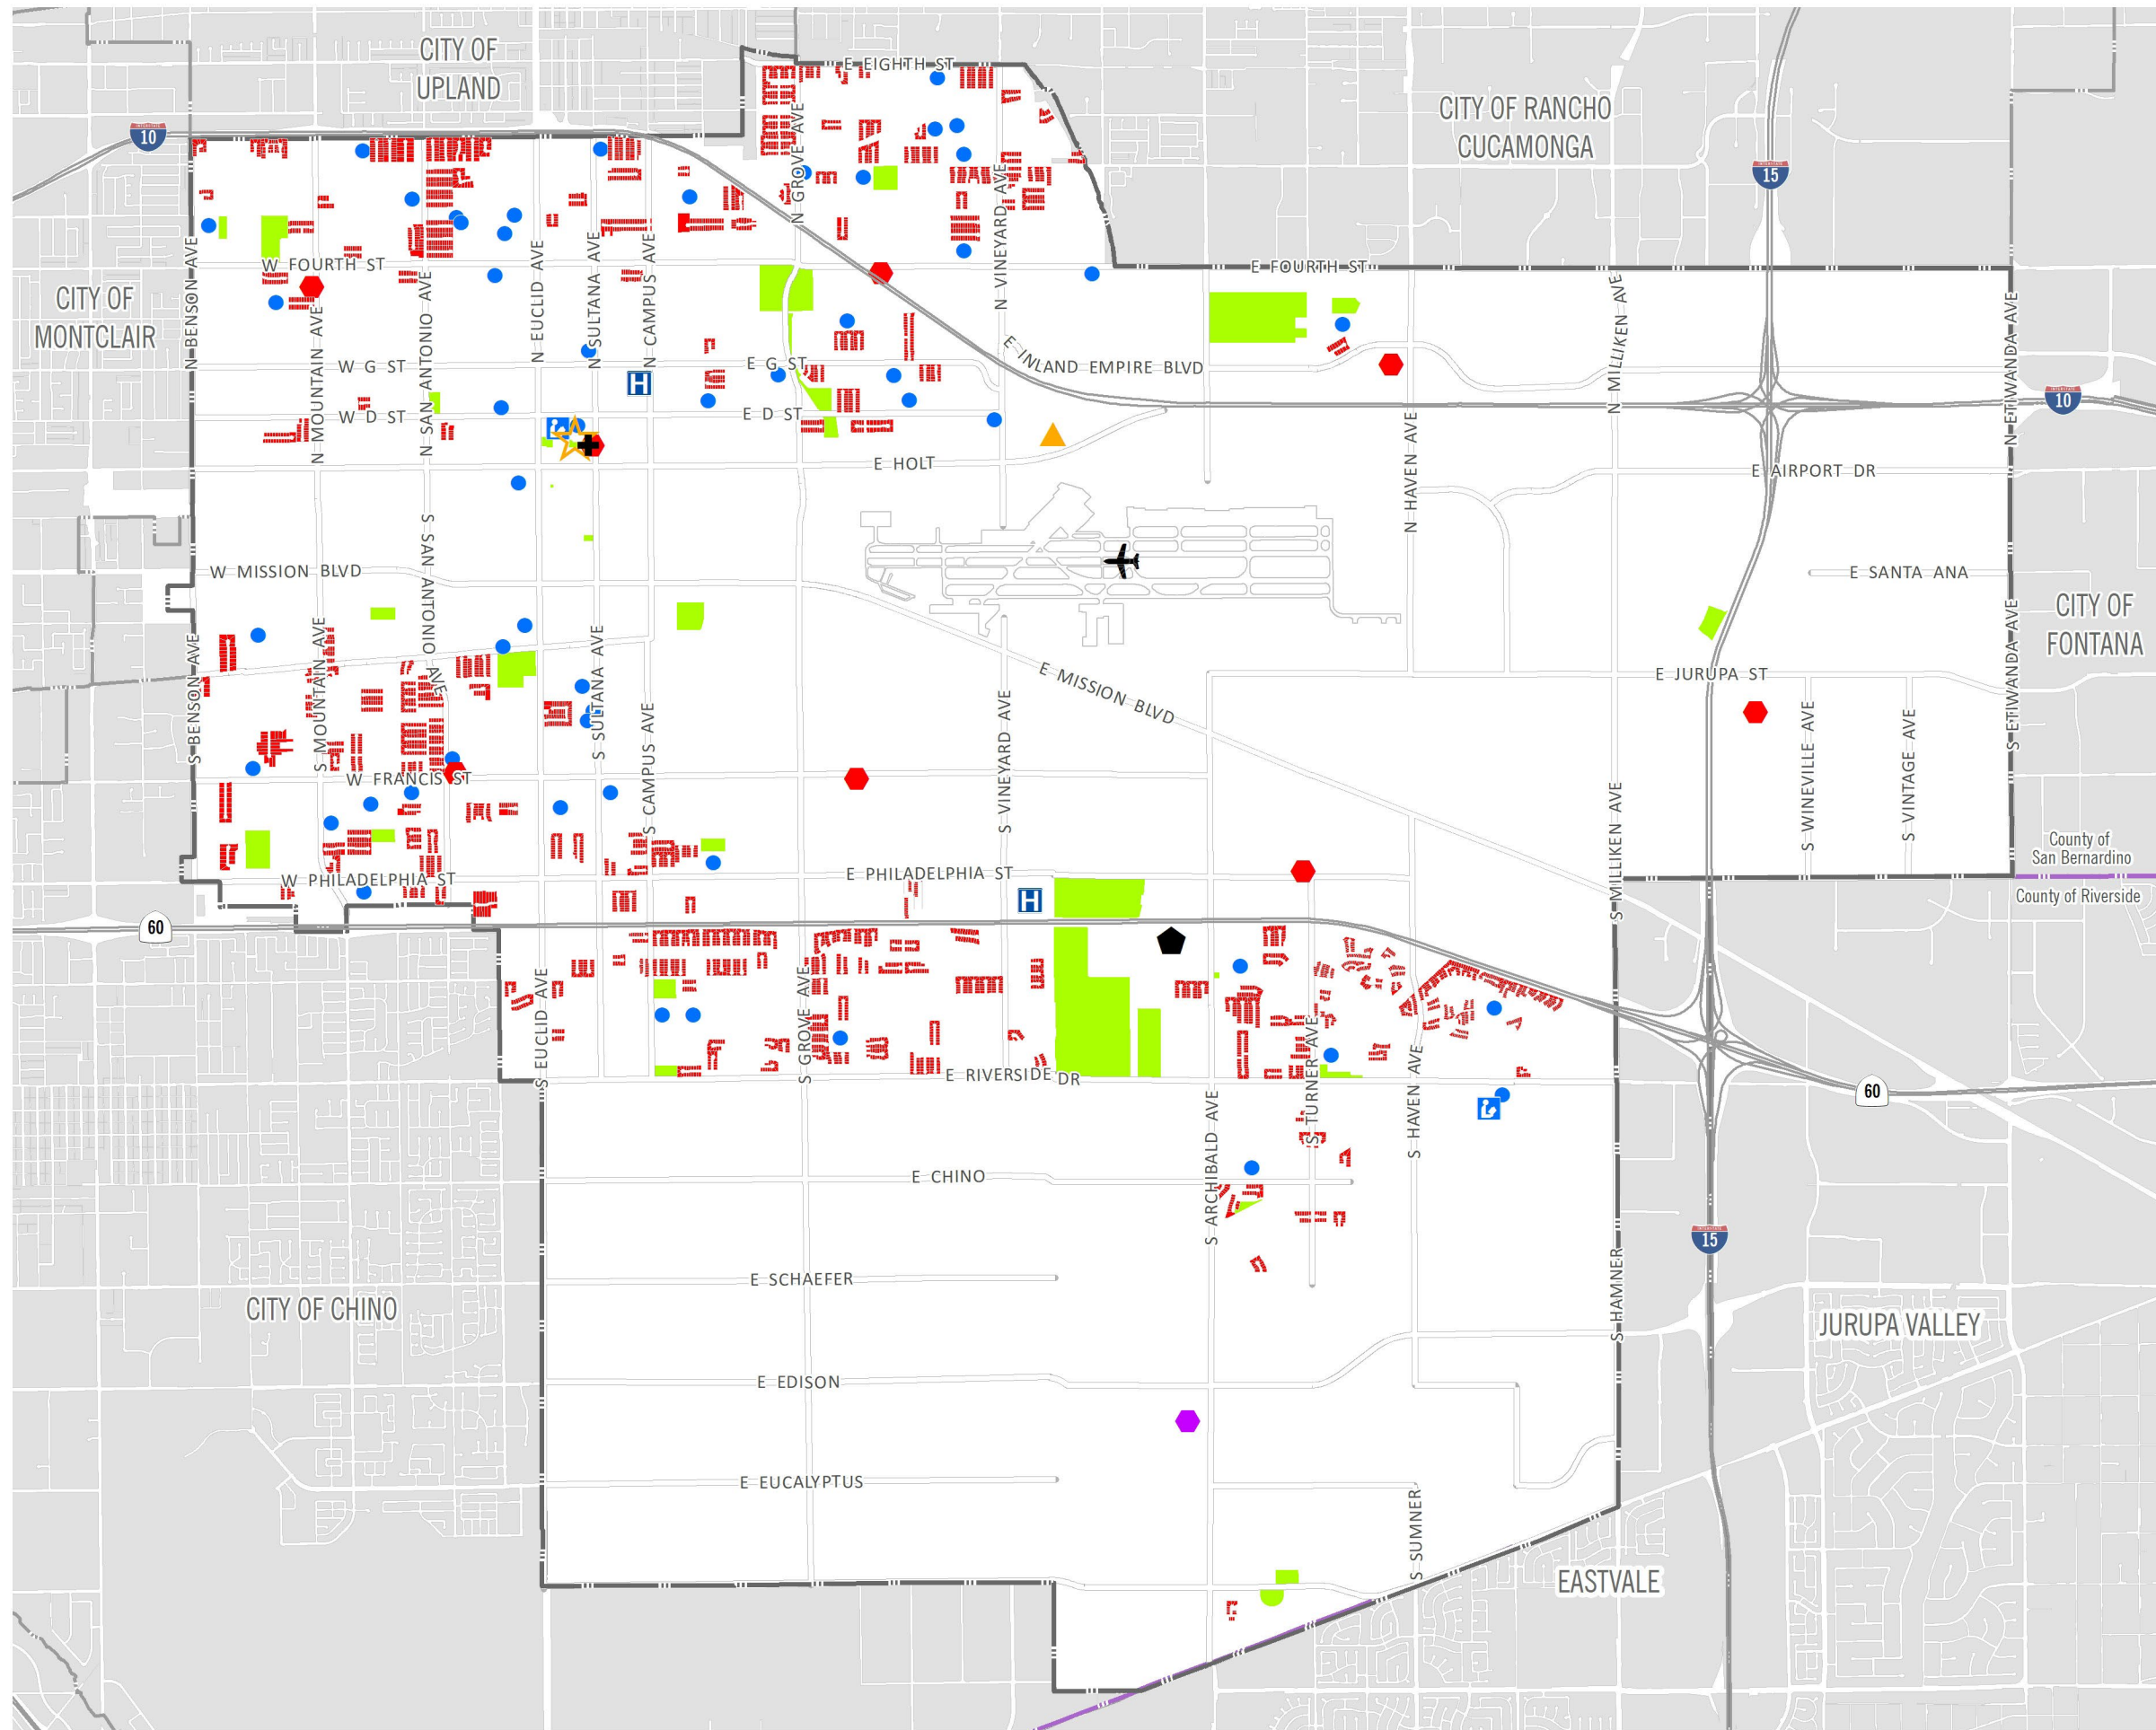 CITY OF
UPLAND
E EIGHTH ST
CITY OF RANCHO
CUCAMONGA
10
15
N GROVE AVE
N VINEYARD AVE
CITY OF
MONTCLAIR
N BENSON AVE
W FOURTH ST
E FOURTH ST
N MOUNTAIN AVE
N SAN ANTONIO AVE
N EUCLID AVE
N SULTANA AVE
N CAMPUS AVE
N MILLIKEN AVE
N ETIWANDA AVE
W G ST
E G ST
E INLAND EMPIRE BLVD
H
10
W D ST
E D ST
E HOLT
N HAVEN AVE
E AIRPORT DR
W MISSION BLVD
S SAN ANTONIO AVE
E SANTA ANA
CITY OF
FONTANA
S BENSON AVE
S MOUNTAIN AVE
S SULTANA AVE
S CAMPUS AVE
S VINEYARD AVE
E MISSION BLVD
E JURUPA ST
S ETIWANDA AVE
S WINEVILLE AVE
S VINTAGE AVE
W FRANCIS ST
S MILLIKEN AVE
County of
San Bernardino
County of Riverside
W PHILADELPHIA ST
E PHILADELPHIA ST
H
60
S EUCLID AVE
S GROVE AVE
S TURNER AVE
S HAVEN AVE
E RIVERSIDE DR
60
S ARCHIBALD AVE
E CHINO
15
E SCHAEFER
CITY OF CHINO
S HAMNER
JURUPA VALLEY
E EDISON
E EUCALYPTUS
S SUMNER
EASTVALE